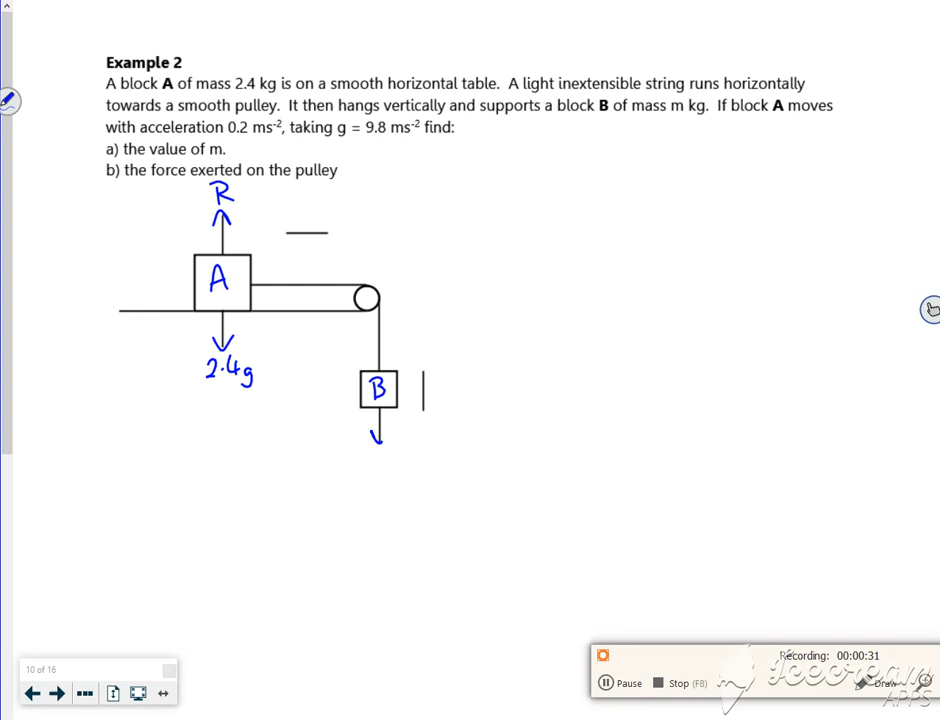 Example 2
A block A of mass 2.4 kg is on a smooth horizontal table. A light inextensible string runs horizontally
towards a smooth pulley. It then hangs vertically and supports a block B of mass m kg. If block A moves
with acceleration 0.2 ms⁻², taking g = 9.8 ms⁻² find:
a) the value of m.
b) the force exerted on the pulley
R
A
2.4g
B
10 of 16
Recording: 00:00:31
Pause
Stop (F8)
Draw
Icecream
APPS